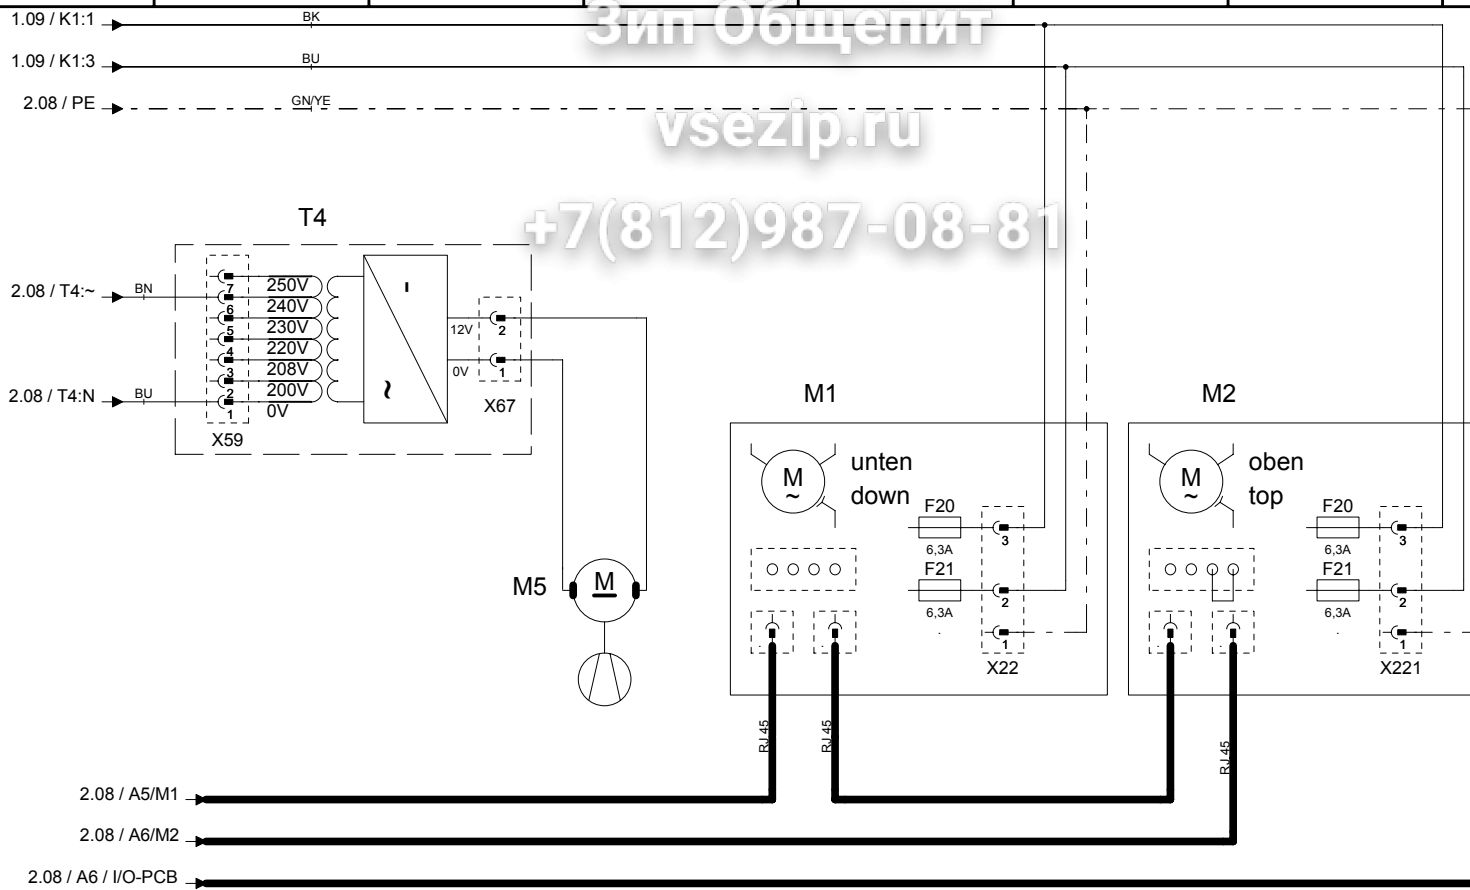 1.09 / K1:1
BK
Зип Общепит
1.09 / K1:3
BU
2.08 / PE
GN/YE
vsezip.ru
+7(812)987-08-81
T4
2.08 / T4:~
BN
7
6
5
4
3
2
1
250V
240V
230V
220V
208V
200V
0V
-
~
12V
0V
2
1
X67
2.08 / T4:N
BU
X59
M1
M
~
unten
down
F20
6,3A
F21
6,3A
3
2
1
X22
M2
M
~
oben
top
F20
6,3A
F21
6,3A
3
2
1
X221
M5
M
RJ 45
RJ 45
RJ 45
2.08 / A5/M1
2.08 / A6/M2
2.08 / A6 / I/O-PCB